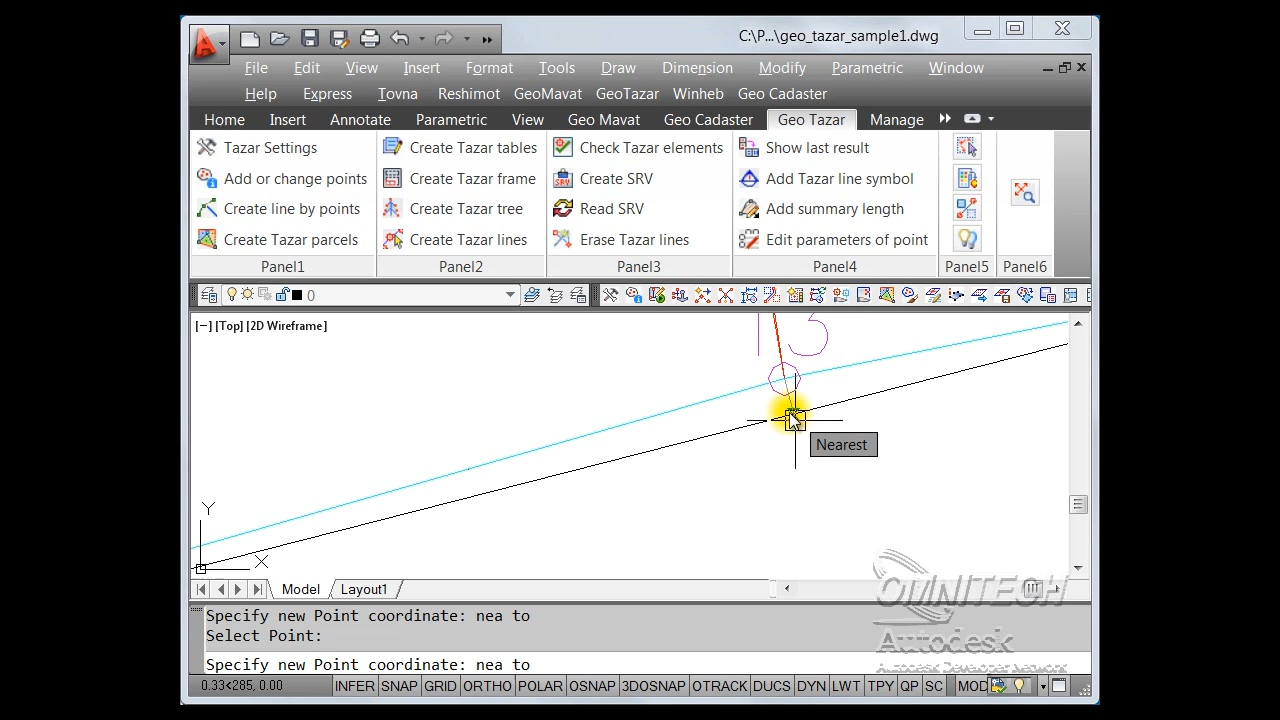 C:\P...\geo_tazar_sample1.dwg
File Edit View Insert Format Tools Draw Dimension Modify Parametric Window
Help Express Tovna Reshimot GeoMavat GeoTazar Winheb Geo Cadaster
Home Insert Annotate Parametric View Geo Mavat Geo Cadaster Geo Tazar Manage
Tazar Settings Create Tazar tables Check Tazar elements Show last result
Add or change points Create Tazar frame SRV Create SRV Add Tazar line symbol
Create line by points Create Tazar tree Read SRV Add summary length
Create Tazar parcels Create Tazar lines Erase Tazar lines Edit parameters of point
Panel1 Panel2 Panel3 Panel4 Panel5 Panel6
0
[−] [Top] [2D Wireframe]
13
Nearest
Y
X
Model Layout1
OMNITECH
Specify new Point coordinate: nea to
Select Point:
Autodesk
Specify new Point coordinate: nea to
Autodesk Developer Network
0.33<285, 0.00 INFER SNAP GRID ORTHO POLAR OSNAP 3DOSNAP OTRACK DUCS DYN LWT TPY QP SC MOD